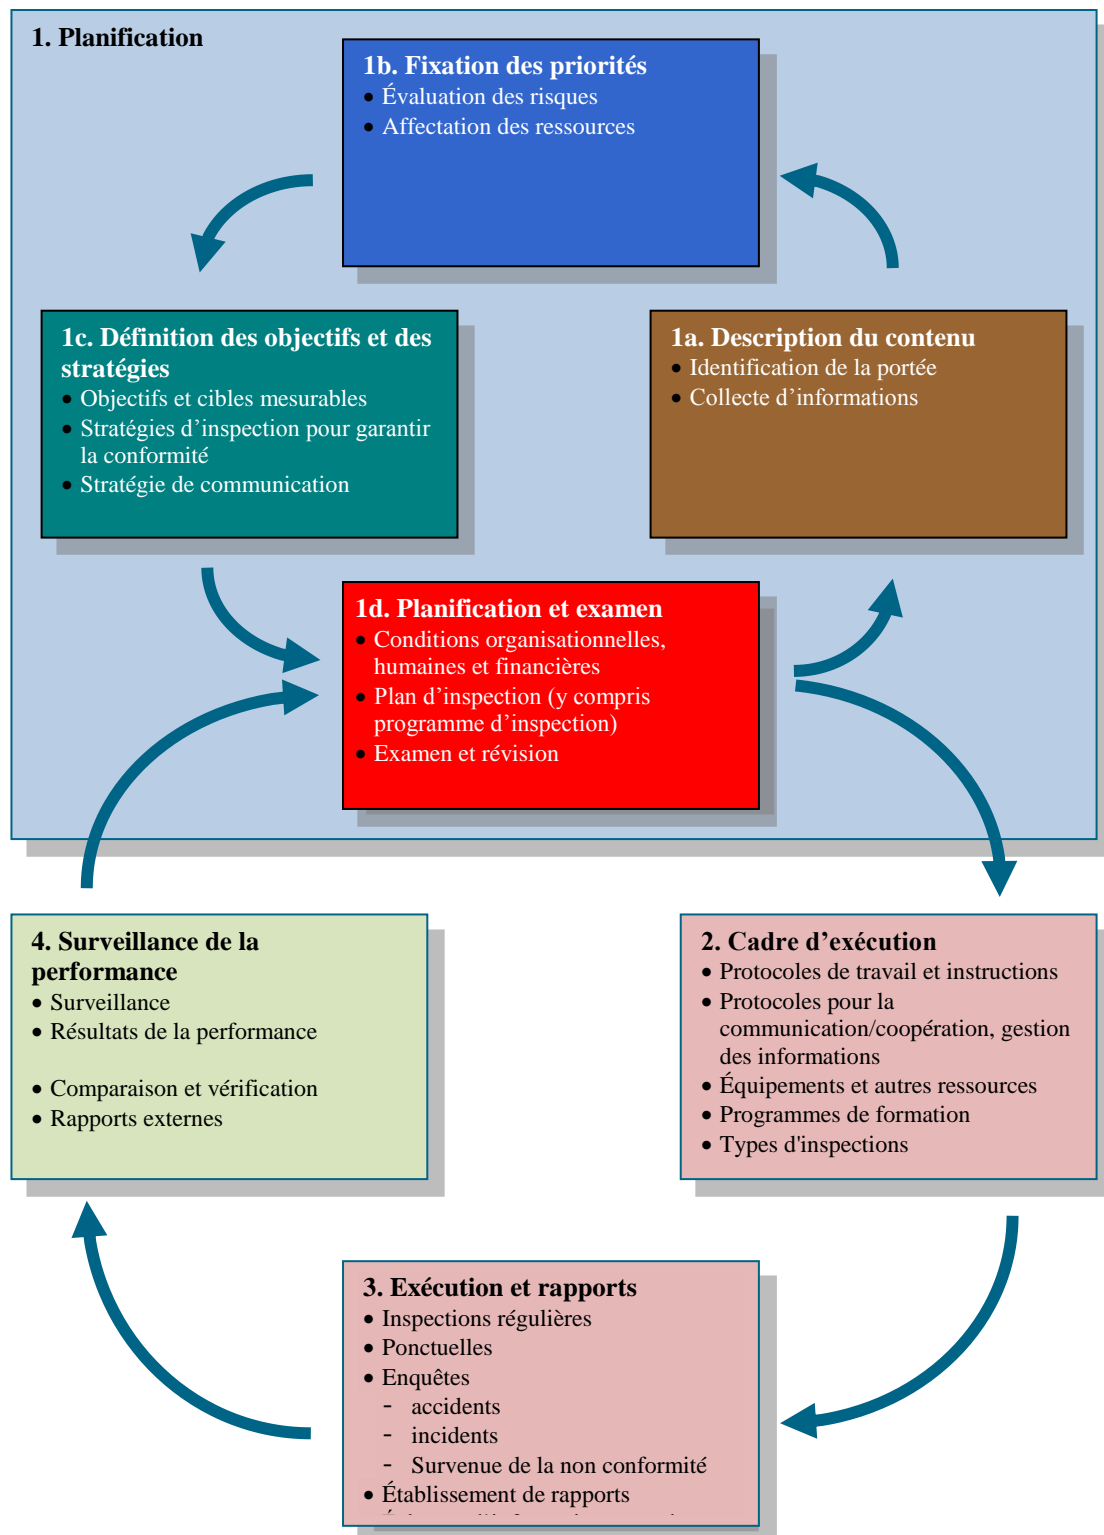 1. Planification
1b. Fixation des priorités
• Évaluation des risques
• Affectation des ressources
1c. Définition des objectifs et des
stratégies
• Objectifs et cibles mesurables
• Stratégies d’inspection pour garantir
la conformité
• Stratégie de communication
1a. Description du contenu
• Identification de la portée
• Collecte d’informations
1d. Planification et examen
• Conditions organisationnelles,
humaines et financières
• Plan d’inspection (y compris
programme d’inspection)
• Examen et révision
4. Surveillance de la
performance
• Surveillance
• Résultats de la performance
• Comparaison et vérification
• Rapports externes
2. Cadre d’exécution
• Protocoles de travail et instructions
• Protocoles pour la
communication/coopération, gestion
des informations
• Équipements et autres ressources
• Programmes de formation
• Types d'inspections
3. Exécution et rapports
• Inspections régulières
• Ponctuelles
• Enquêtes
- accidents
- incidents
- Survenue de la non conformité
• Établissement de rapports